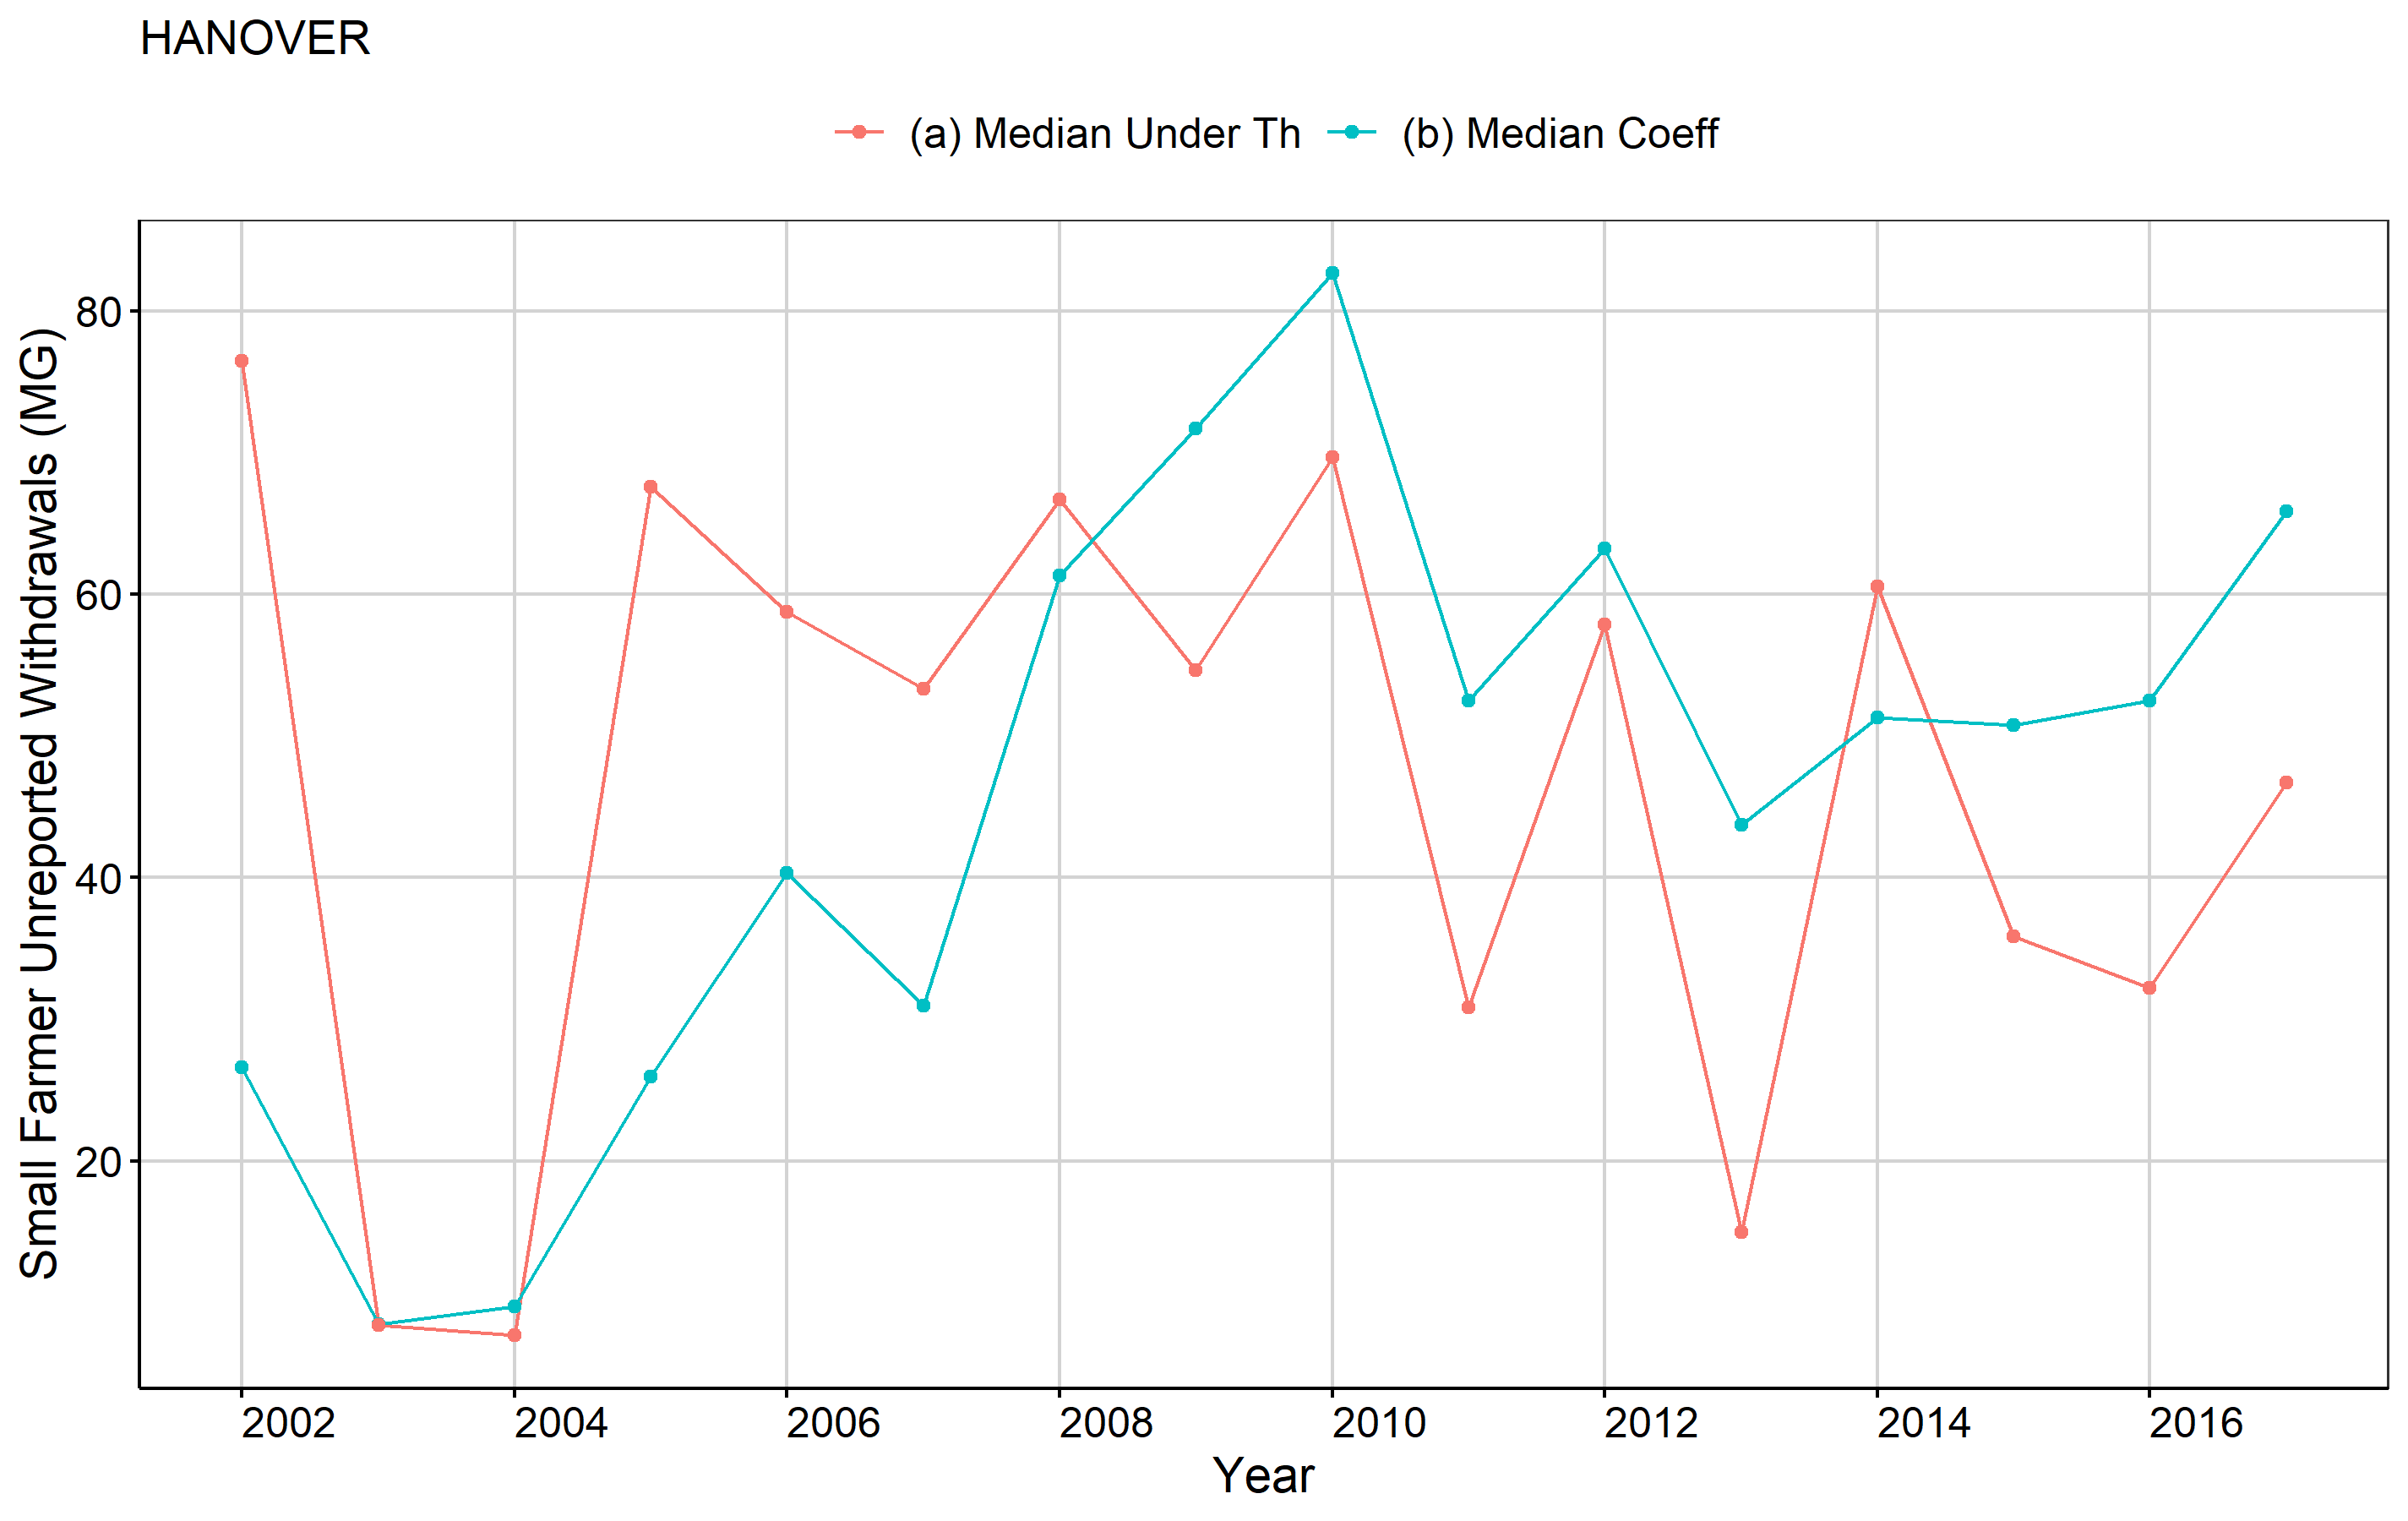 HANOVER
(a) Median Under Th (b) Median Coeff
Small Farmer Unreported Withdrawals (MG)
80
60
40
20
2002 2004 2006 2008 2010 2012 2014 2016
Year